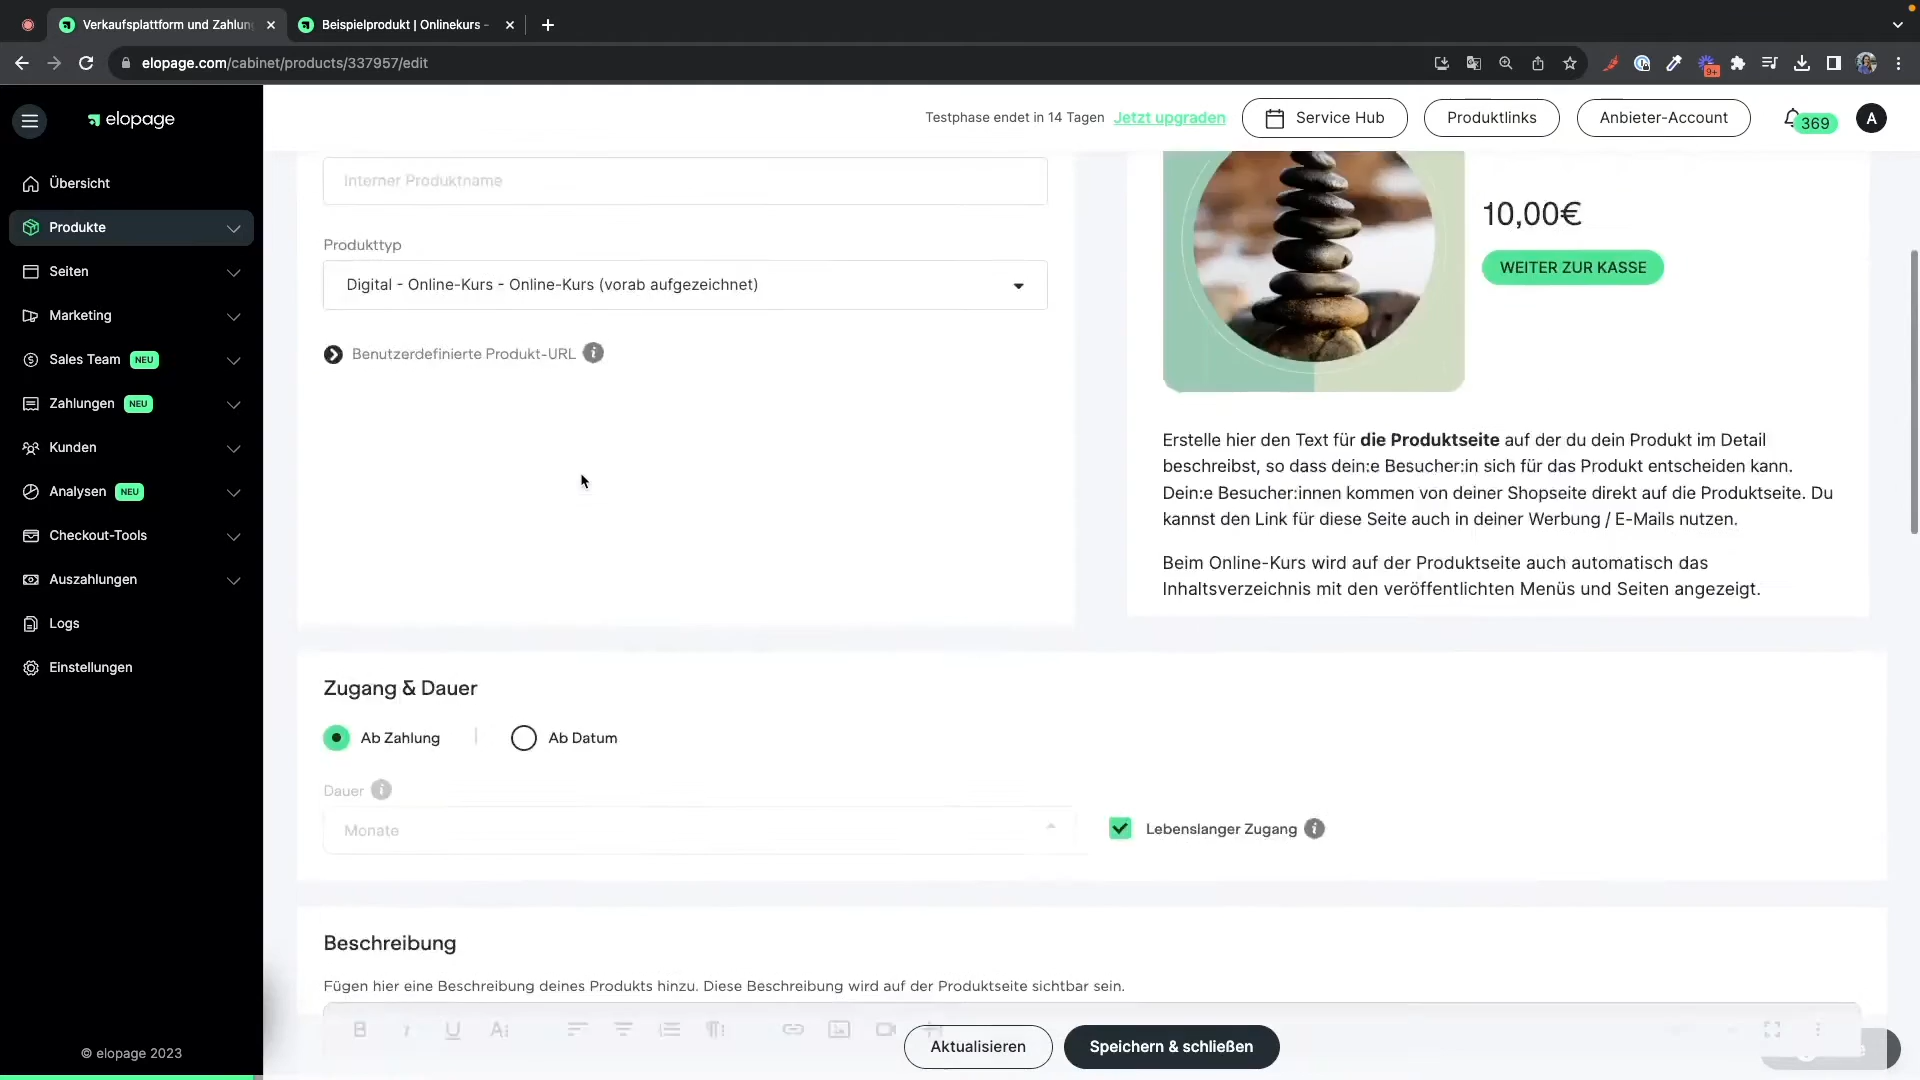 Verkaufsplattform und Zahlun
Beispielprodukt | Onlinekurs -
elopage.com/cabinet/products/337957/edit
9+
elopage
Testphase endet in 14 Tagen
Jetzt upgraden
Service Hub
Produktlinks
Anbieter-Account
369
A
Übersicht
Produkte
Seiten
Marketing
Sales Team NEU
Zahlungen NEU
Kunden
Analysen NEU
Checkout-Tools
Auszahlungen
Logs
Einstellungen
© elopage 2023
Interner Produktname
Produkttyp
Digital - Online-Kurs - Online-Kurs (vorab aufgezeichnet)
Benutzerdefinierte Produkt-URL
10,00€
WEITER ZUR KASSE
Erstelle hier den Text für die Produktseite auf der du dein Produkt im Detail
beschreibst, so dass dein:e Besucher:in sich für das Produkt entscheiden kann.
Dein:e Besucher:innen kommen von deiner Shopseite direkt auf die Produktseite. Du
kannst den Link für diese Seite auch in deiner Werbung / E-Mails nutzen.
Beim Online-Kurs wird auf der Produktseite auch automatisch das
Inhaltsverzeichnis mit den veröffentlichten Menüs und Seiten angezeigt.
Zugang & Dauer
Ab Zahlung
Ab Datum
Dauer
Monate
Lebenslanger Zugang
Beschreibung
Fügen hier eine Beschreibung deines Produkts hinzu. Diese Beschreibung wird auf der Produktseite sichtbar sein.
Aktualisieren
Speichern & schließen